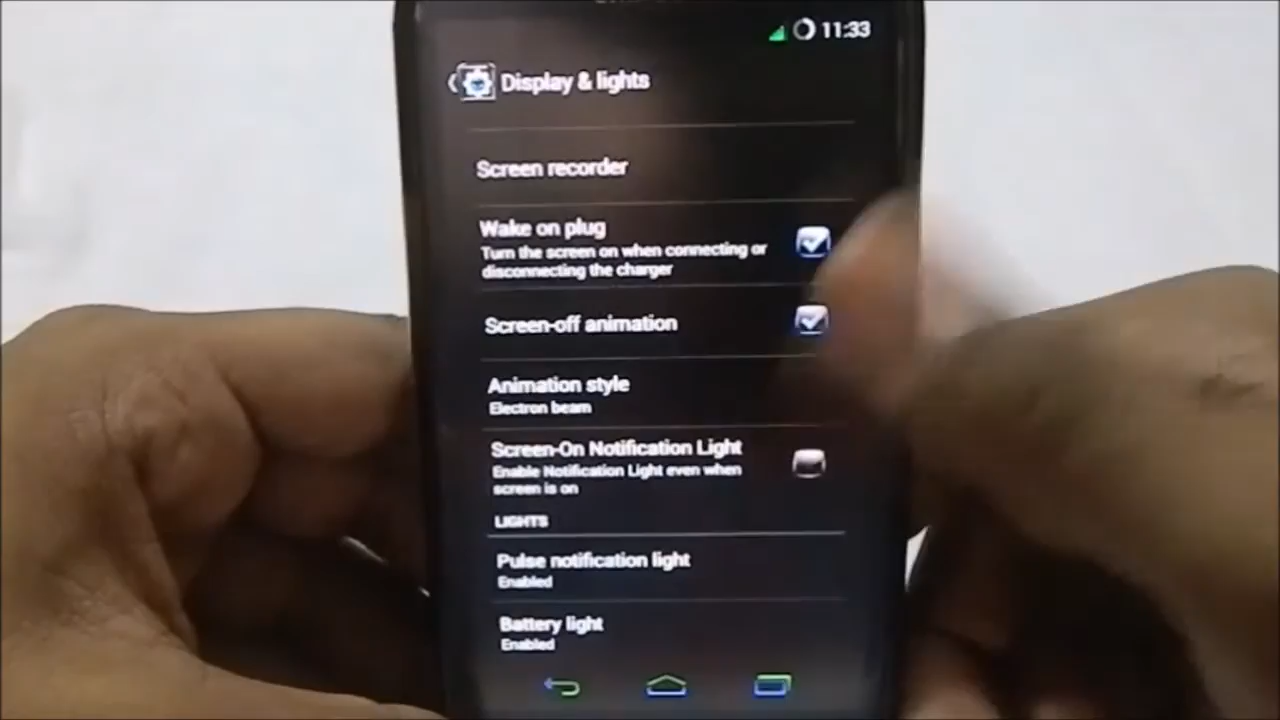 11:33
Display & lights
Screen recorder
Wake on plug
Turn the screen on when connecting or
disconnecting the charger
Screen-off animation
Animation style
Electron beam
Screen-On Notification Light
Enable Notification Light even when
screen is on
LIGHTS
Pulse notification light
Enabled
Battery light
Enabled